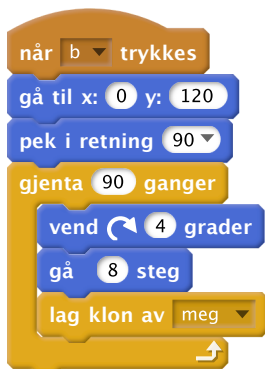 når b trykkes
gå til x: 0 y: 120
pek i retning 90
gjenta 90 ganger
vend 4 grader
gå 8 steg
lag klon av meg